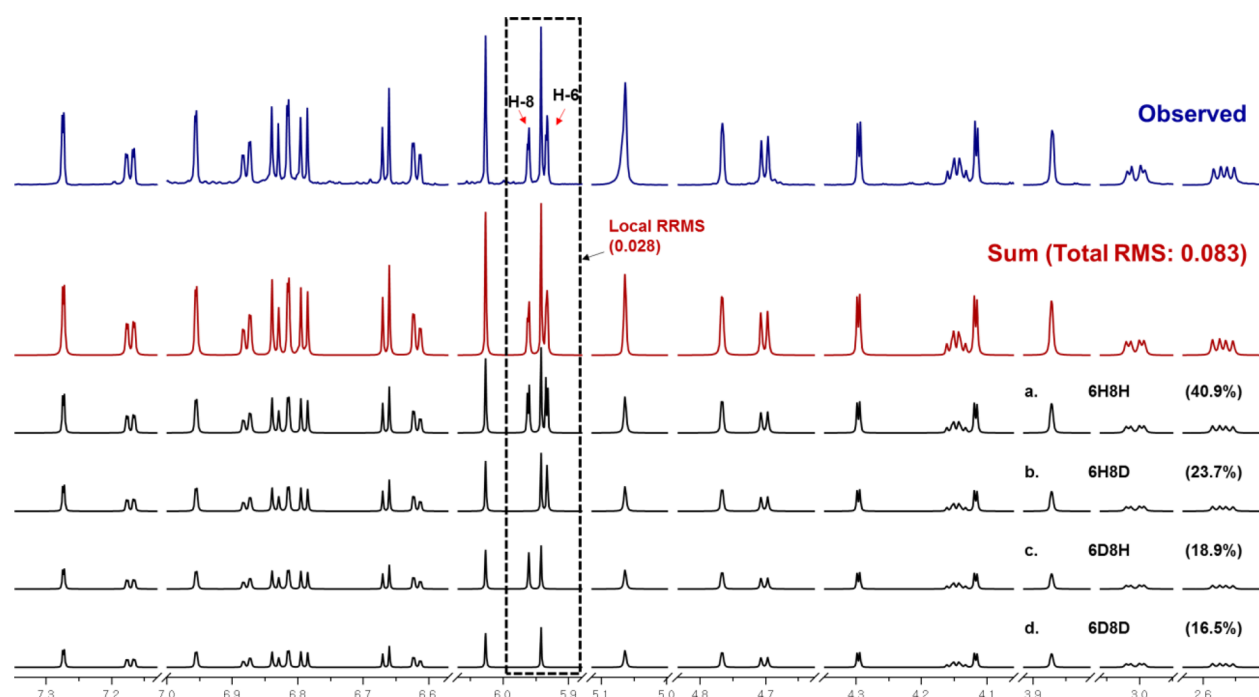 H-8
H-6
Observed
Local RRMS
(0.028)
Sum (Total RMS: 0.083)
a. 6H8H (40.9%)
b. 6H8D (23.7%)
c. 6D8H (18.9%)
d. 6D8D (16.5%)
7.3 7.2 7.0 6.9 6.8 6.7 6.6 6.0 5.9 5.1 5.0 4.8 4.7 4.3 4.2 4.1 3.9 3.0 2.6